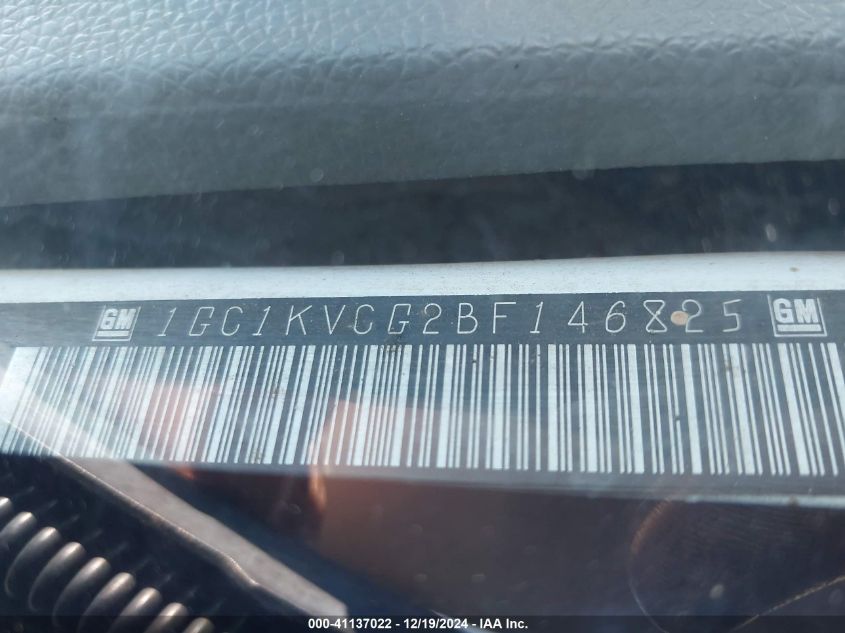 GM 1GC1KVCG2BF146825 GM
000-41137022 - 12/19/2024 - IAA Inc.